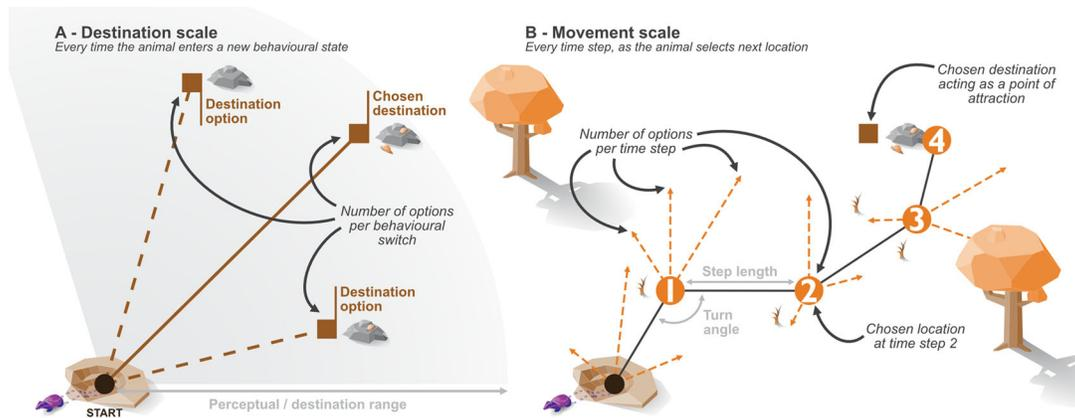 A - Destination scale
Every time the animal enters a new behavioural state
Destination
option
Chosen
destination
Number of options
per behavioural
switch
Destination
option
START
Perceptual / destination range
B - Movement scale
Every time step, as the animal selects next location
Chosen destination
acting as a point of
attraction
Number of options
per time step
4
3
Step length
1
2
Turn
angle
Chosen location
at time step 2